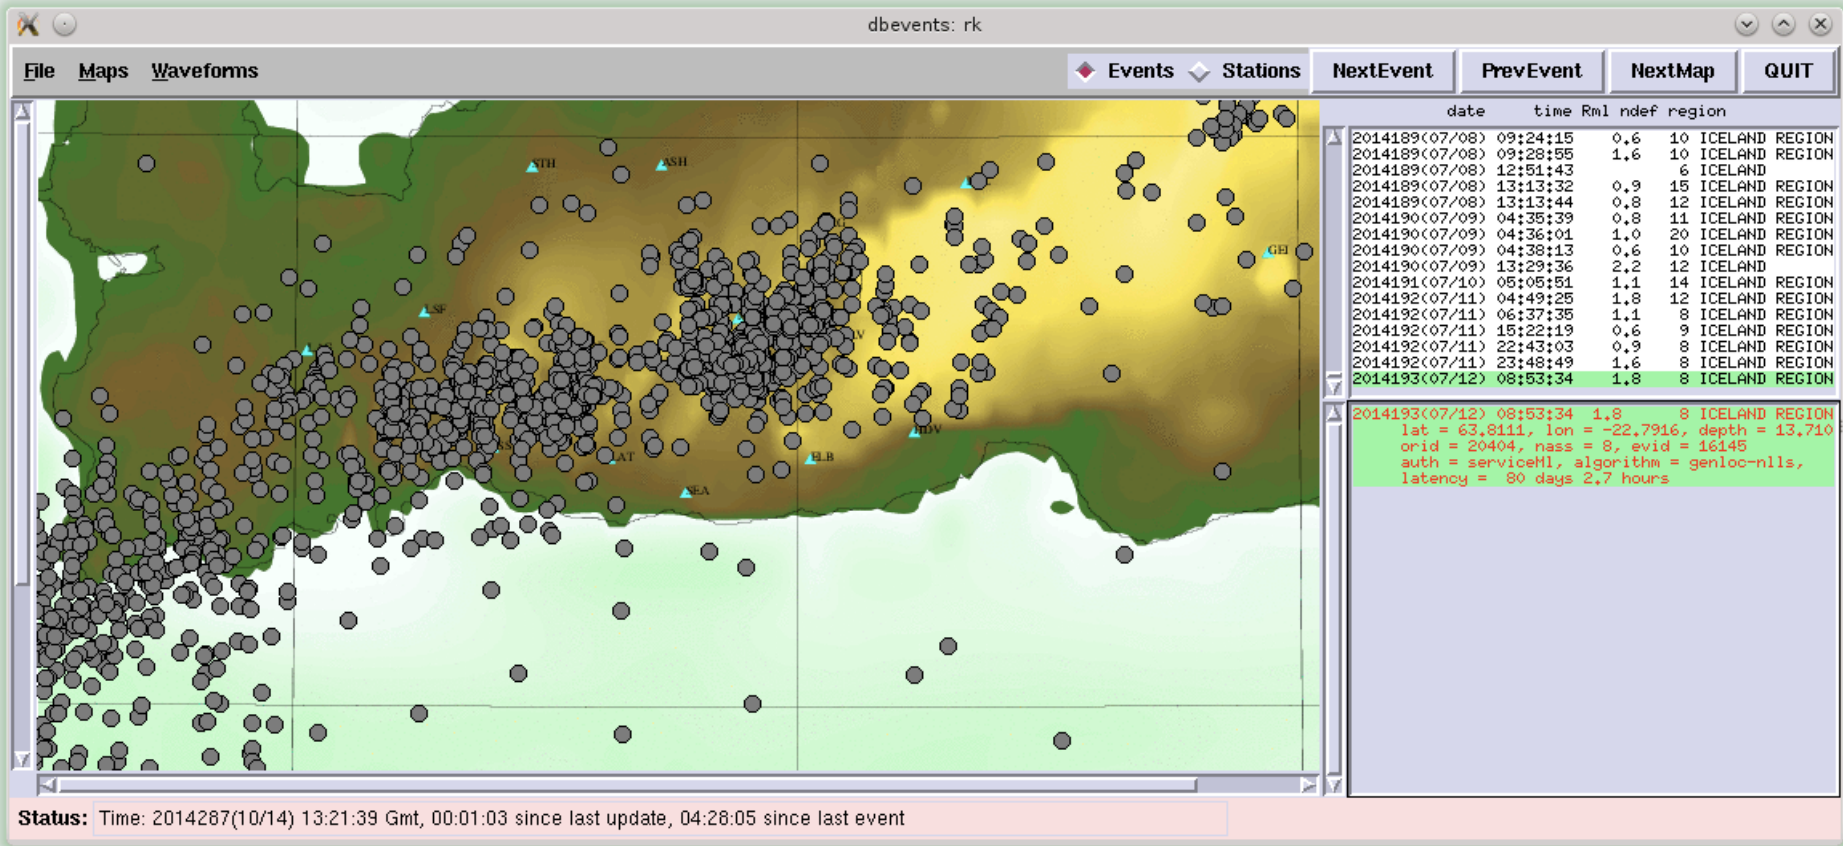 dbevents: rk
File Maps Waveforms Events Stations NextEvent PrevEvent NextMap QUIT
date time Rml ndef region
2014189(07/08) 09:24:15 0.6 10 ICELAND REGION
2014189(07/08) 09:28:55 1.6 10 ICELAND REGION
2014189(07/08) 12:51:43 6 ICELAND
2014189(07/08) 13:13:32 0.9 15 ICELAND REGION
2014189(07/08) 13:13:44 0.8 12 ICELAND REGION
2014190(07/09) 04:35:39 0.8 11 ICELAND REGION
2014190(07/09) 04:36:01 1.0 20 ICELAND REGION
2014190(07/09) 04:38:13 0.6 10 ICELAND REGION
2014190(07/09) 13:29:36 2.2 12 ICELAND
2014191(07/10) 05:05:51 1.1 14 ICELAND REGION
2014192(07/11) 04:49:25 1.8 12 ICELAND REGION
2014192(07/11) 06:37:35 1.1 8 ICELAND REGION
2014192(07/11) 15:22:19 0.6 9 ICELAND REGION
2014192(07/11) 22:43:03 0.9 8 ICELAND REGION
2014192(07/11) 23:48:49 1.6 8 ICELAND REGION
2014193(07/12) 08:53:34 1.8 8 ICELAND REGION
2014193(07/12) 08:53:34 1.8 8 ICELAND REGION
lat = 63.8111, lon = -22.7916, depth = 13.710
orid = 20404, nass = 8, evid = 16145
auth = serviceMl, algorithm = genloc-nlls,
latency = 80 days 2.7 hours
STH
ASH
GEI
LSF
HDV
ELB
SEA
Status: Time: 2014287(10/14) 13:21:39 Gmt, 00:01:03 since last update, 04:28:05 since last event